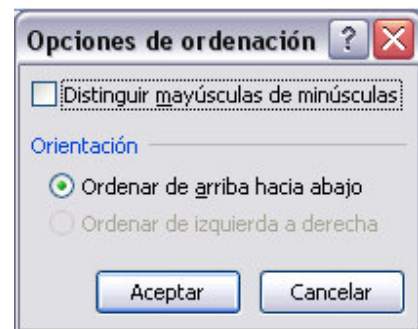 Opciones de ordenación ?
Distinguir mayúsculas de minúsculas
Orientación
Ordenar de arriba hacia abajo
Ordenar de izquierda a derecha
Aceptar Cancelar